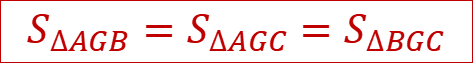 S_{ΔAGB} = S_{ΔAGC} = S_{ΔBGC}